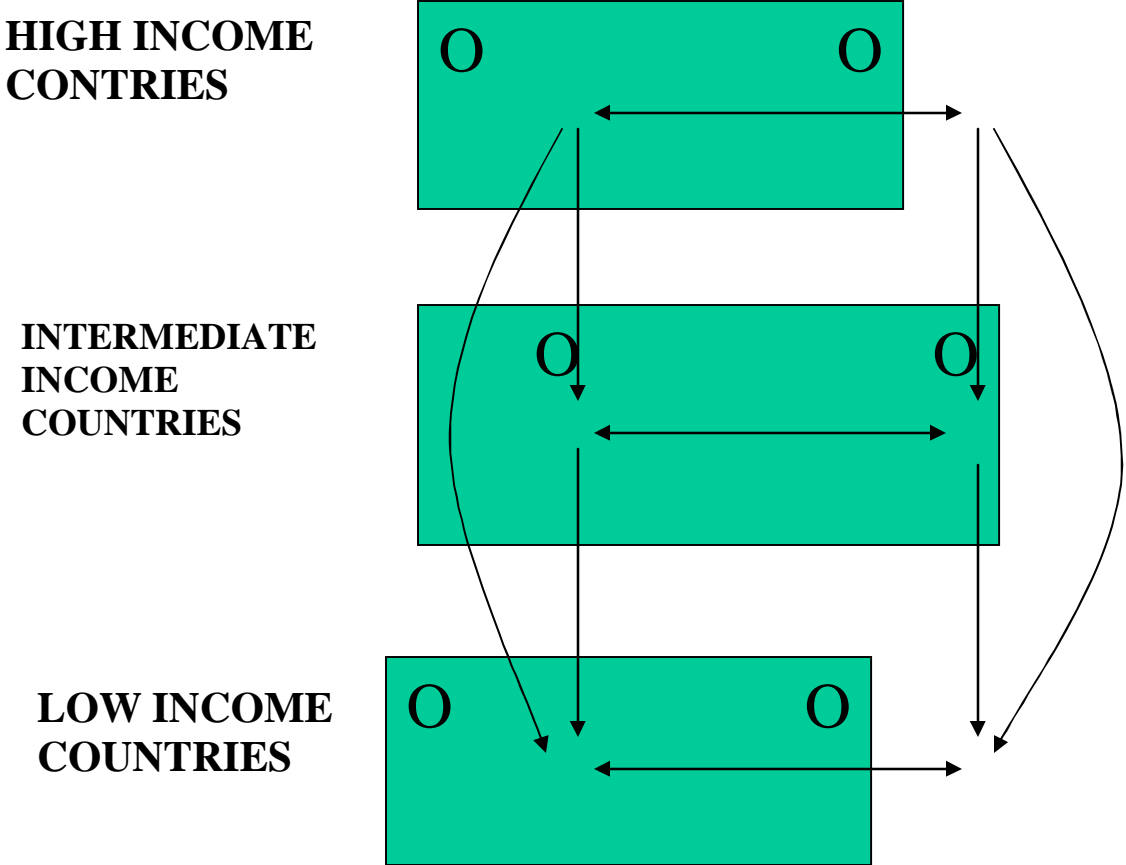 HIGH INCOME
CONTRIES
O O
INTERMEDIATE
INCOME
COUNTRIES
O O
LOW INCOME
COUNTRIES
O O